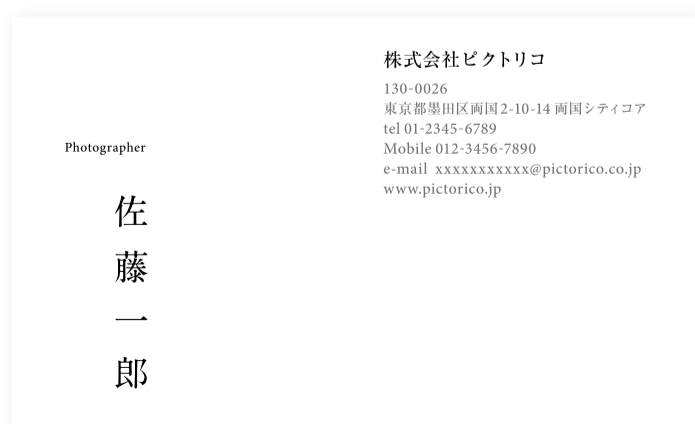 Photographer
佐藤一郎
株式会社ピクトリコ
130-0026
東京都墨田区両国2-10-14 両国シティコア
tel 01-2345-6789
Mobile 012-3456-7890
e-mail xxxxxxxxxxx@pictorico.co.jp
www.pictorico.jp